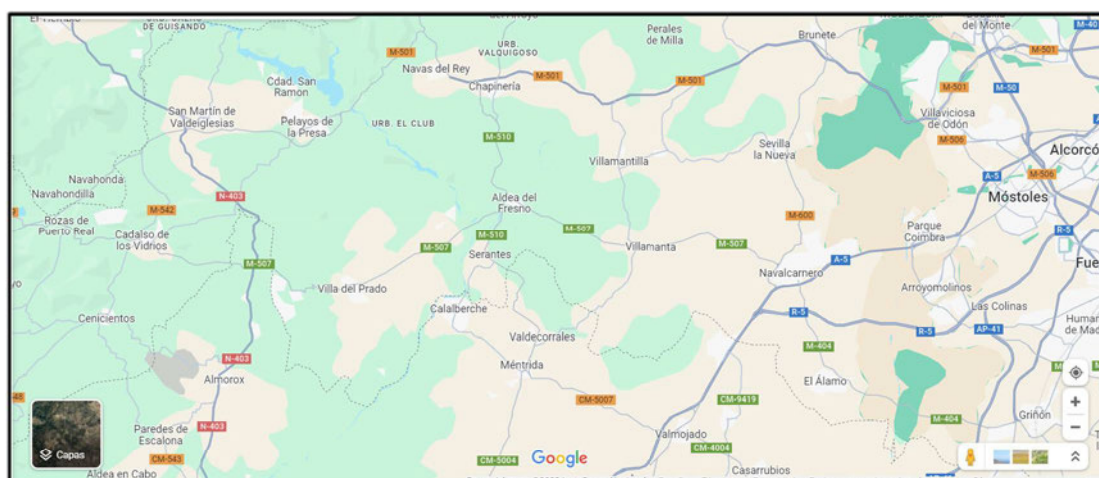 DE GUISANDO
M-501
Navas del Rey
URB.
VALQUIGOSO
Chapinería
M-501
Perales
de Milla
M-501
Brunete
del Monte
M-40
M-501
M-501
M-50
Villaviciosa
de Odón
M-506
Alcorcó
M-506
Móstoles
A-5
R-5
Fue
Cdad. San
Ramon
San Martín de
Valdeiglesias
Pelayos de
la Presa
URB. EL CLUB
M-510
Villamantilla
Sevilla
la Nueva
Navahonda
Navahondilla
N-403
M-542
Rozas de
Puerto Real
Cadalso de
los Vidrios
Aldea del
Fresno
M-507
M-510
M-507
M-600
Parque
Coimbra
M-507
Serantes
Villamanta
M-507
Navalcarnero
A-5
Villa del Prado
Calalberche
Arroyomolinos
Las Colinas
R-5
R-5
AP-41
Human
de Mad
Cenicientos
Valdecorrales
M-404
N-403
Méntrida
El Álamo
Almorox
CM-5007
CM-9419
M-404
Griñón
Capas
Paredes de
Escalona
N-403
CM-543
Aldea en Cabo
CM-5004
Google
Valmojado
CM-4004
Casarrubios